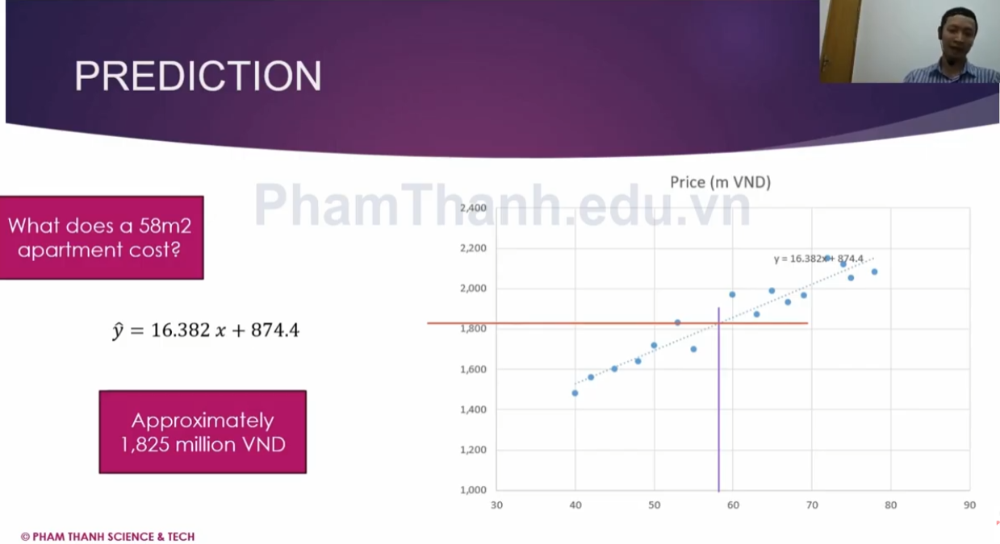 PREDICTION
PhamThanh.edu.vn
What does a 58m2
apartment cost?
ŷ = 16.382 x + 874.4
Approximately
1,825 million VND
Price (m VND)
2,400
2,200
2,000
1,800
1,600
1,400
1,200
1,000
y = 16.382x + 874.4
30 40 50 60 70 80 90
© PHAM THANH SCIENCE & TECH